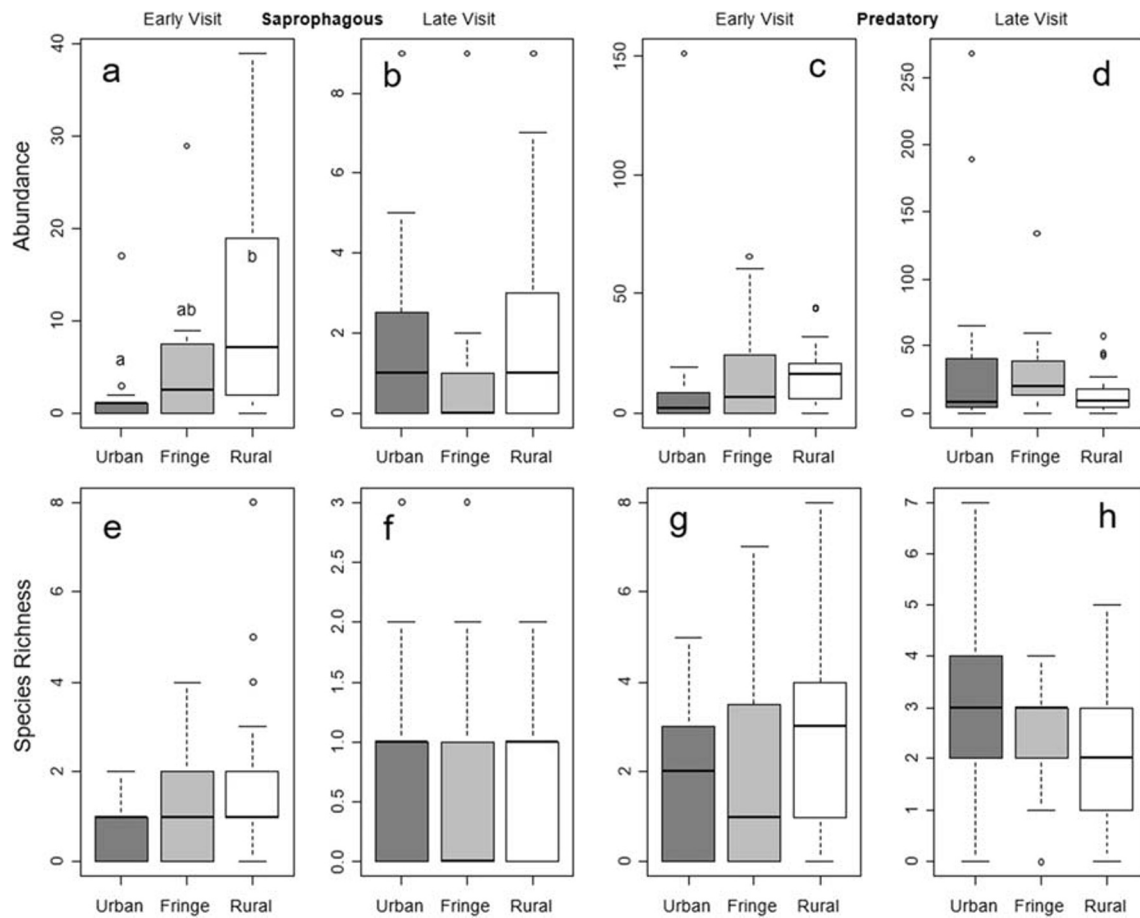 Early Visit Saprophagous Late Visit Early Visit Predatory Late Visit
Abundance
a
0 10 20 30 40
a ab b
Urban Fringe Rural
b
0 2 4 6 8
Urban Fringe Rural
c
0 50 100 150
Urban Fringe Rural
d
0 50 100 150 200 250
Urban Fringe Rural
Species Richness
e
0 2 4 6 8
Urban Fringe Rural
f
0.0 0.5 1.0 1.5 2.0 2.5 3
Urban Fringe Rural
g
0 2 4 6 8
Urban Fringe Rural
h
0 1 2 3 4 5 6 7
Urban Fringe Rural